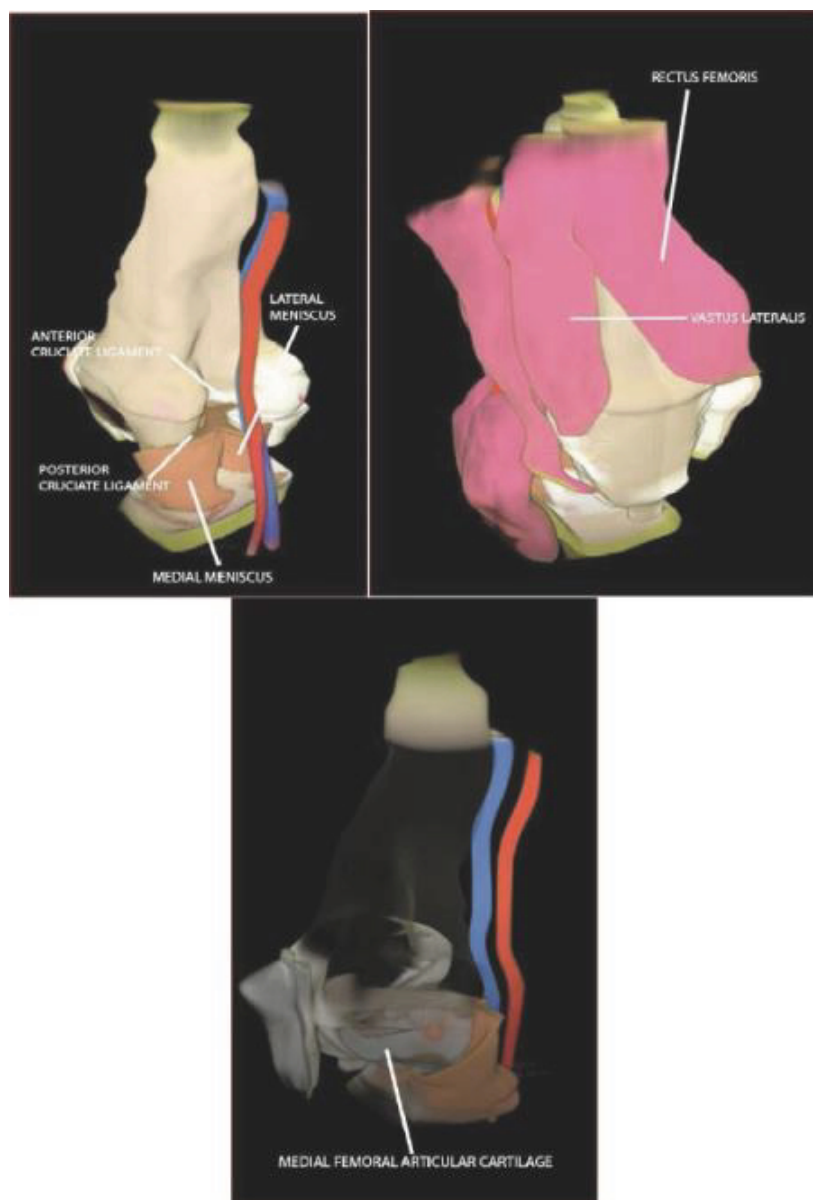 ANTERIOR
CRUCIATE LIGAMENT
LATERAL
MENISCUS
POSTERIOR
CRUCIATE LIGAMENT
MEDIAL MENISCUS
RECTUS FEMORIS
VASTUS LATERALIS
MEDIAL FEMORAL ARTICULAR CARTILAGE